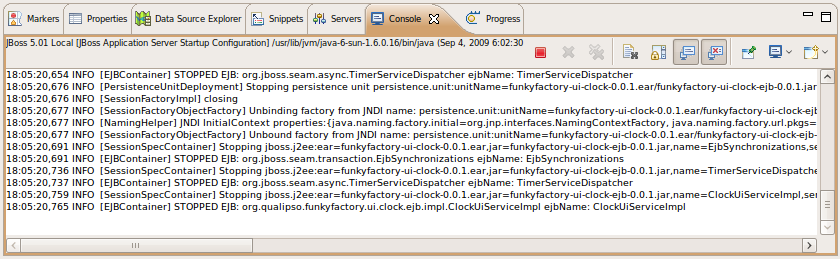 Markers Properties Data Source Explorer Snippets Servers Console Progress
JBoss 5.01 Local [JBoss Application Server Startup Configuration] /usr/lib/jvm/java-6-sun-1.6.0.16/bin/java (Sep 4, 2009 6:02:30
18:05:20,654 INFO [EJBContainer] STOPPED EJB: org.jboss.seam.async.TimerServiceDispatcher ejbName: TimerServiceDispatcher
18:05:20,676 INFO [PersistenceUnitDeployment] Stopping persistence unit persistence.unit:unitName=funkyfactory-ui-clock-0.0.1.ear/funkyfactory-ui-clock-ejb-0.0.1.jar
18:05:20,676 INFO [SessionFactoryImpl] closing
18:05:20,677 INFO [SessionFactoryObjectFactory] Unbinding factory from JNDI name: persistence.unit:unitName=funkyfactory-ui-clock-0.0.1.ear/funkyfactory-ui-clock-e
18:05:20,677 INFO [NamingHelper] JNDI InitialContext properties:{java.naming.factory.initial=org.jnp.interfaces.NamingContextFactory, java.naming.factory.url.pkgs=
18:05:20,677 INFO [SessionFactoryObjectFactory] Unbound factory from JNDI name: persistence.unit:unitName=funkyfactory-ui-clock-0.0.1.ear/funkyfactory-ui-clock-ejb-
18:05:20,691 INFO [SessionSpecContainer] Stopping jboss.j2ee:ear=funkyfactory-ui-clock-0.0.1.ear,jar=funkyfactory-ui-clock-ejb-0.0.1.jar,name=EjbSynchronizations,se
18:05:20,691 INFO [EJBContainer] STOPPED EJB: org.jboss.seam.transaction.EjbSynchronizations ejbName: EjbSynchronizations
18:05:20,736 INFO [SessionSpecContainer] Stopping jboss.j2ee:ear=funkyfactory-ui-clock-0.0.1.ear,jar=funkyfactory-ui-clock-ejb-0.0.1.jar,name=TimerServiceDispatche
18:05:20,737 INFO [EJBContainer] STOPPED EJB: org.jboss.seam.async.TimerServiceDispatcher ejbName: TimerServiceDispatcher
18:05:20,759 INFO [SessionSpecContainer] Stopping jboss.j2ee:ear=funkyfactory-ui-clock-0.0.1.ear,jar=funkyfactory-ui-clock-ejb-0.0.1.jar,name=ClockUiServiceImpl,ser
18:05:20,765 INFO [EJBContainer] STOPPED EJB: org.qualipso.funkyfactory.ui.clock.ejb.impl.ClockUiServiceImpl ejbName: ClockUiServiceImpl